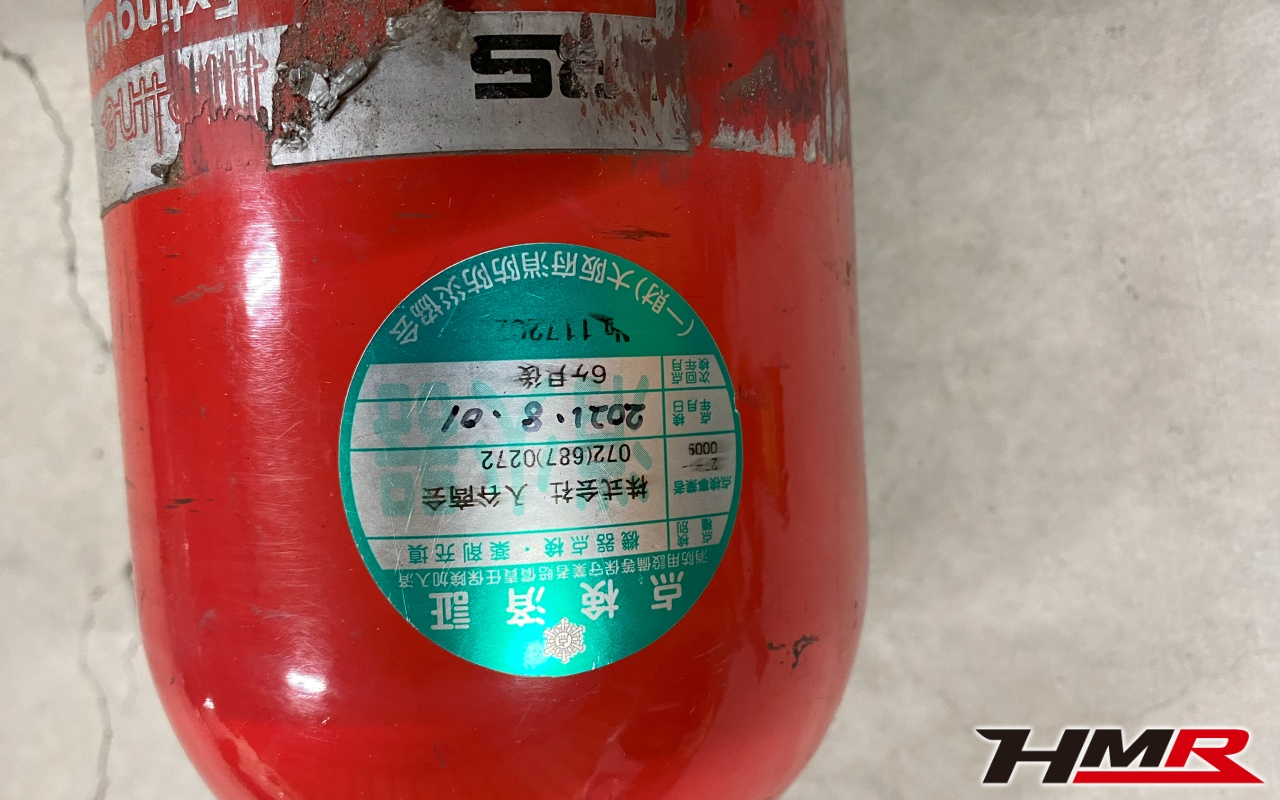 点検済証
消防用設備等保守業者賠償責任保険加入済
点検種別 機器点検・薬剤充填
点検事業者 株式会社 入谷商会
0009 072(687)0272
点検年月日 2021.8.01
次回点検年月 6ヶ月後
(一財)大阪府消防防災協会
HMR